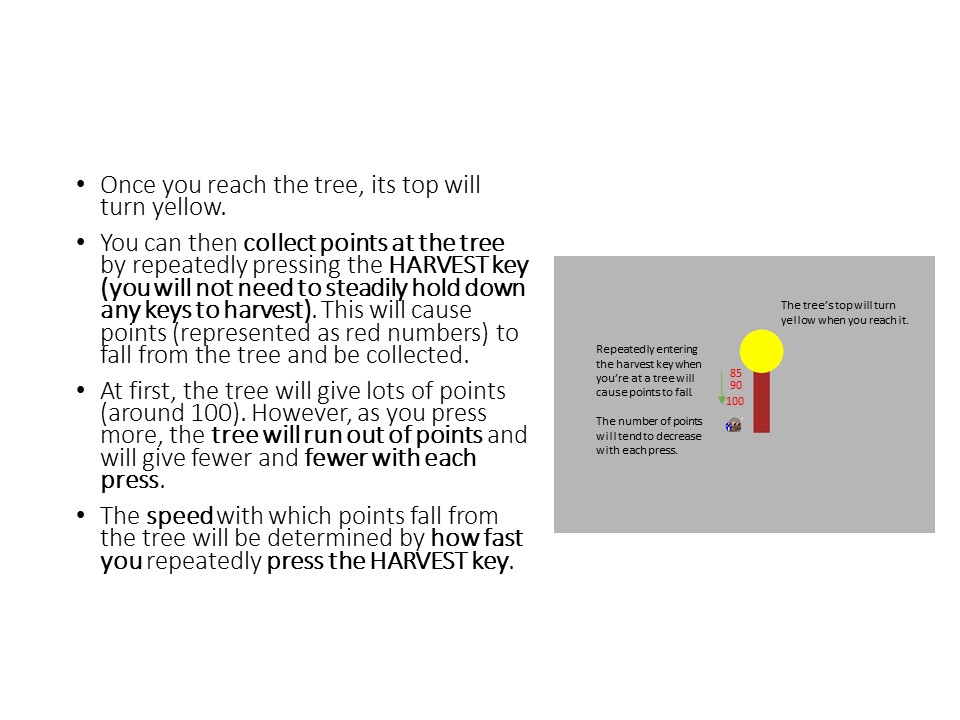 • Once you reach the tree, its top will
turn yellow.
• You can then collect points at the tree
by repeatedly pressing the HARVEST key
(you will not need to steadily hold down
any keys to harvest). This will cause
points (represented as red numbers) to
fall from the tree and be collected.
• At first, the tree will give lots of points
(around 100). However, as you press
more, the tree will run out of points and
will give fewer and fewer with each
press.
• The speed with which points fall from
the tree will be determined by how fast
you repeatedly press the HARVEST key.
The tree's top will turn
yellow when you reach it.
Repeatedly entering
the harvest key when
you're at a tree will
cause points to fall.
The number of points
will tend to decrease
with each press.
85
90
100